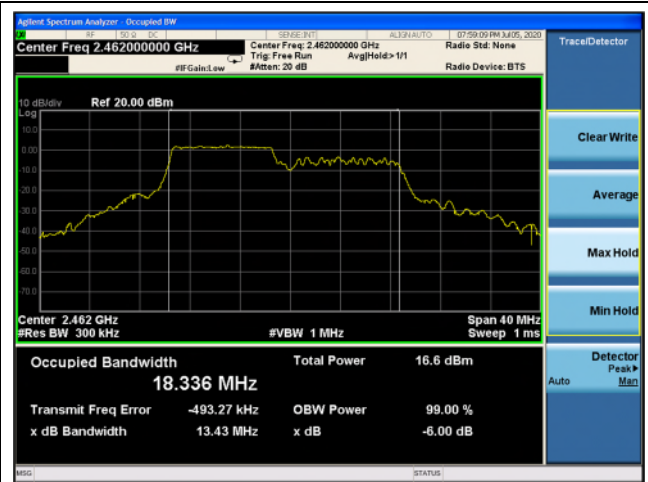 Agilent Spectrum Analyzer - Occupied BW
RF 50 Ω DC SENSE:INT ALIGN AUTO 07:59:09 PM Jul 05, 2020
Center Freq 2.462000000 GHz
Center Freq: 2.462000000 GHz
Radio Std: None
Trig: Free Run Avg|Hold:>1/1
#IFGain:Low
#Atten: 20 dB
Radio Device: BTS
Trace/Detector
10 dB/div Ref 20.00 dBm
Log
10.0
0.00
-10.0
-20.0
-30.0
-40.0
-50.0
-60.0
-70.0
Clear Write
Average
Max Hold
Min Hold
Center 2.462 GHz Span 40 MHz
#Res BW 300 kHz #VBW 1 MHz Sweep 1 ms
Occupied Bandwidth Total Power 16.6 dBm
18.336 MHz
Transmit Freq Error -493.27 kHz OBW Power 99.00 %
x dB Bandwidth 13.43 MHz x dB -6.00 dB
Detector
Peak▶
Auto Man
MSG STATUS